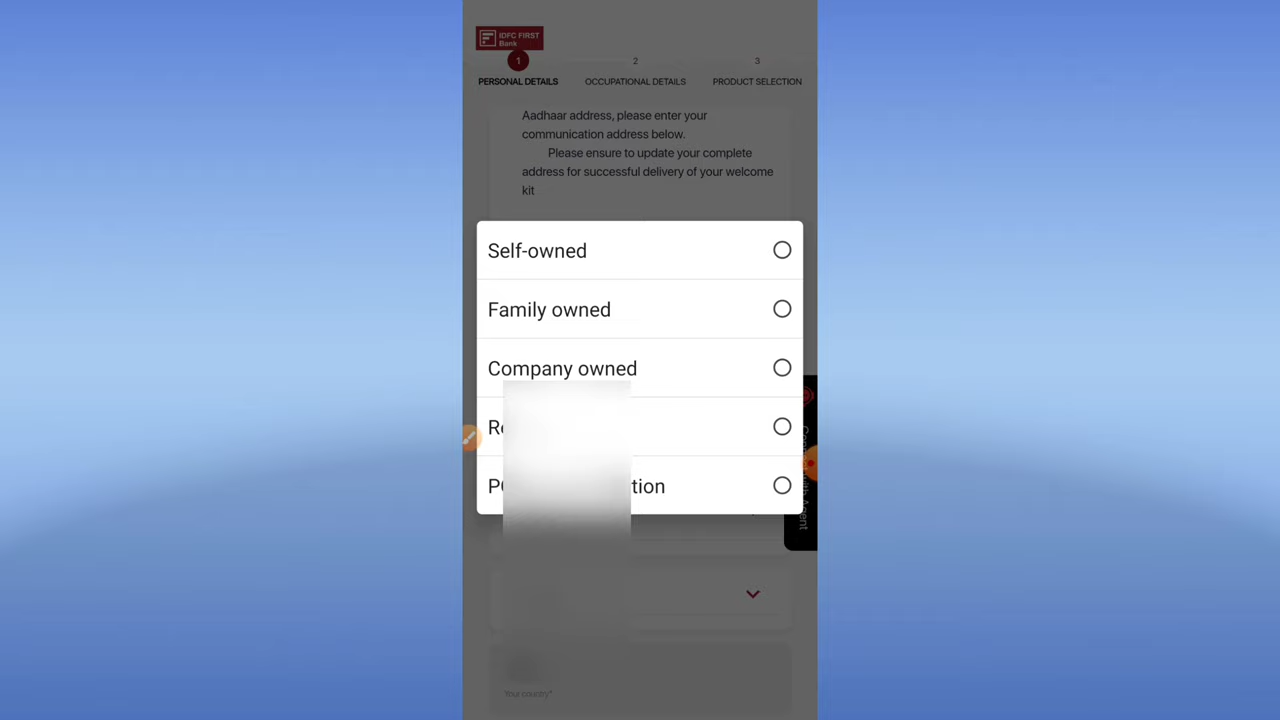 IDFC FIRST
Bank
1
2
3
PERSONAL DETAILS
OCCUPATIONAL DETAILS
PRODUCT SELECTION
Aadhaar address, please enter your
communication address below.
Please ensure to update your complete
address for successful delivery of your welcome
kit
Self-owned
Family owned
Company owned
Your country*